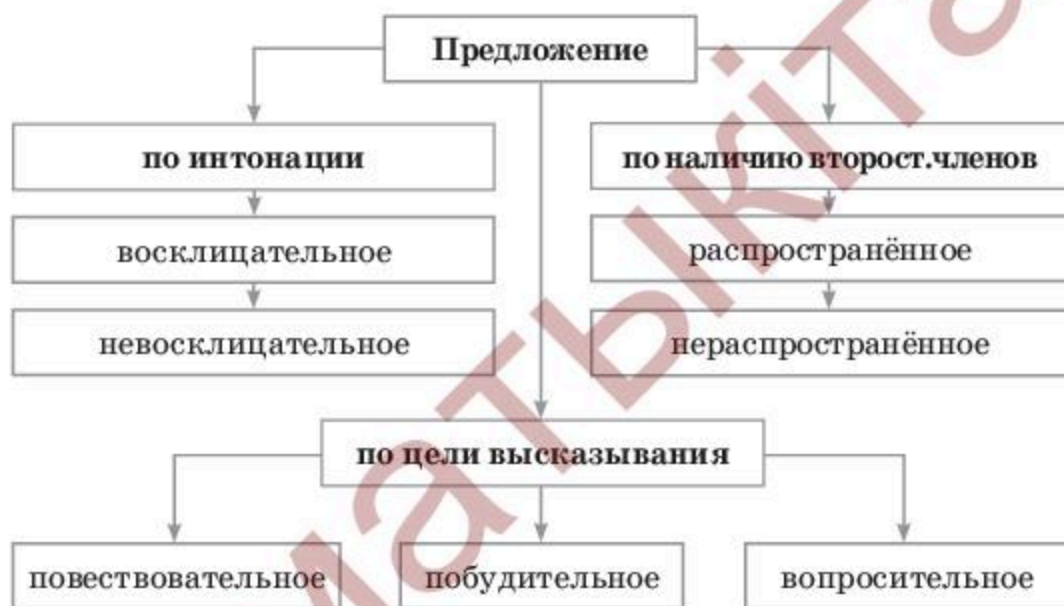 Предложение
по интонации
по наличию второст.членов
восклицательное
распространённое
невосклицательное
нераспространённое
по цели высказывания
повествовательное
побудительное
вопросительное